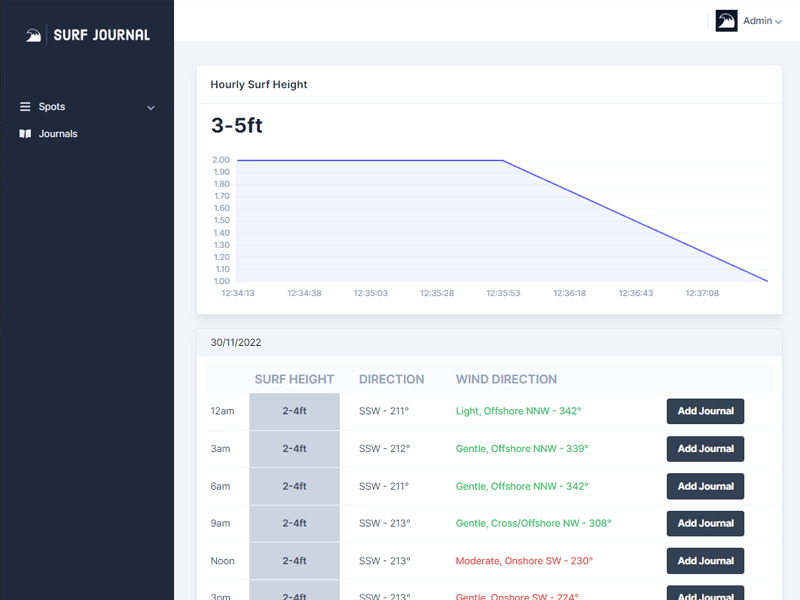 SURF JOURNAL
Admin
Spots
Journals
Hourly Surf Height
3-5ft
2.00
1.90
1.80
1.70
1.60
1.50
1.40
1.30
1.20
1.10
1.00
12:34:13 12:34:38 12:35:03 12:35:28 12:35:53 12:36:18 12:36:43 12:37:08
30/11/2022
SURF HEIGHT DIRECTION WIND DIRECTION
12am 2-4ft SSW - 211° Light, Offshore NNW - 342° Add Journal
3am 2-4ft SSW - 212° Gentle, Offshore NNW - 339° Add Journal
6am 2-4ft SSW - 211° Gentle, Offshore NNW - 342° Add Journal
9am 2-4ft SSW - 213° Gentle, Cross/Offshore NW - 308° Add Journal
Noon 2-4ft SSW - 213° Moderate, Onshore SW - 230° Add Journal
3pm 2-4ft SSW - 213° Gentle, Onshore SW - 224° Add Journal